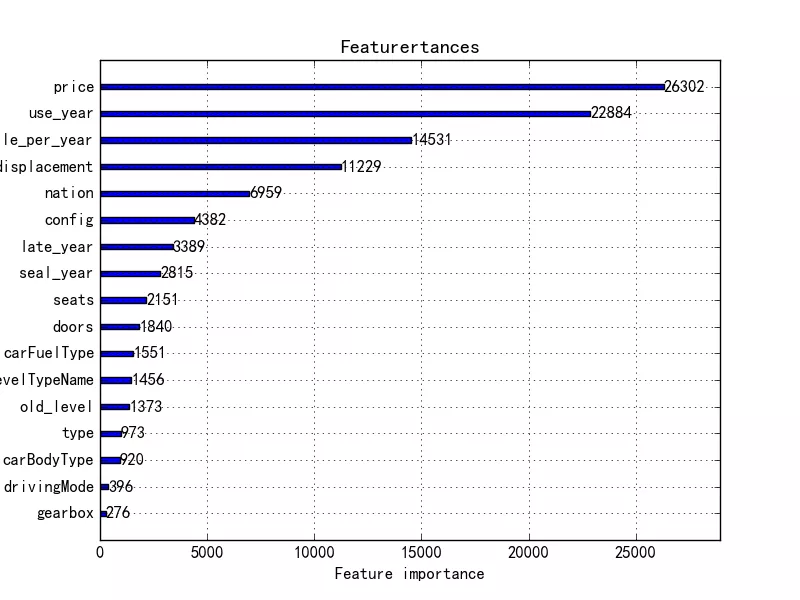 Featurertances
price 26302
use_year 22884
le_per_year 14531
displacement 11229
nation 6959
config 4382
late_year 3389
seal_year 2815
seats 2151
doors 1840
carFuelType 1551
evelTypeName 1456
old_level 1373
type 973
carBodyType 920
drivingMode 396
gearbox 276
0 5000 10000 15000 20000 25000
Feature importance